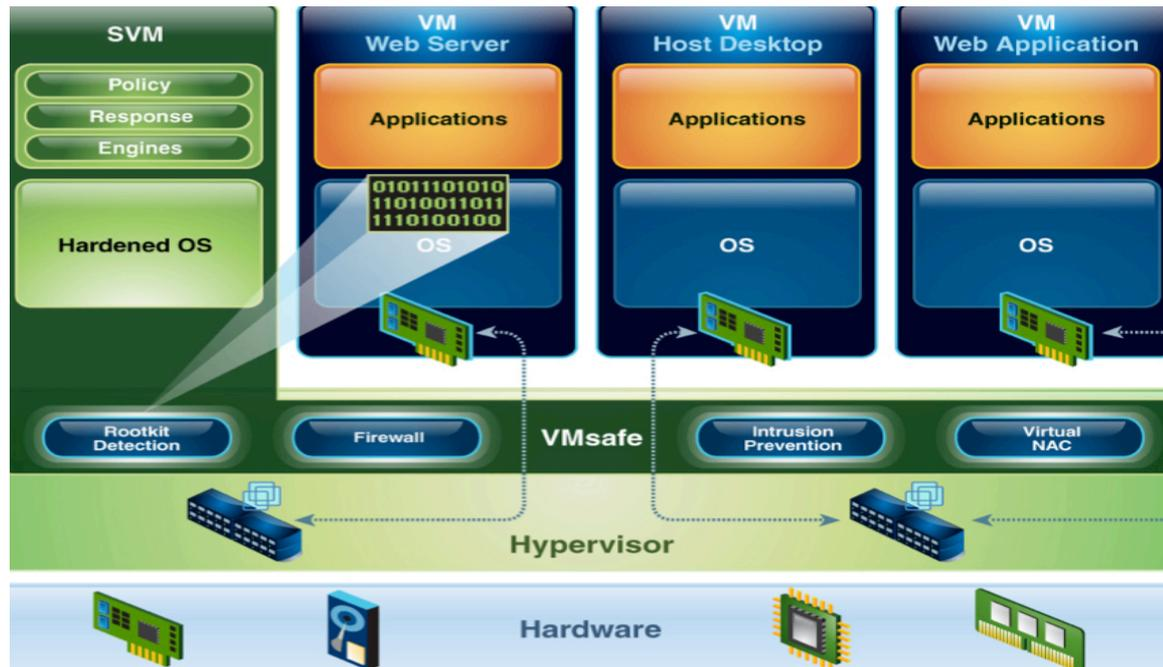 SVM
Policy
Response
Engines
Hardened OS
VM
Web Server
Applications
01011101010
11010011011
1110100100
OS
VM
Host Desktop
Applications
OS
VM
Web Application
Applications
OS
Rootkit
Detection
Firewall
VMsafe
Intrusion
Prevention
Virtual
NAC
Hypervisor
Hardware